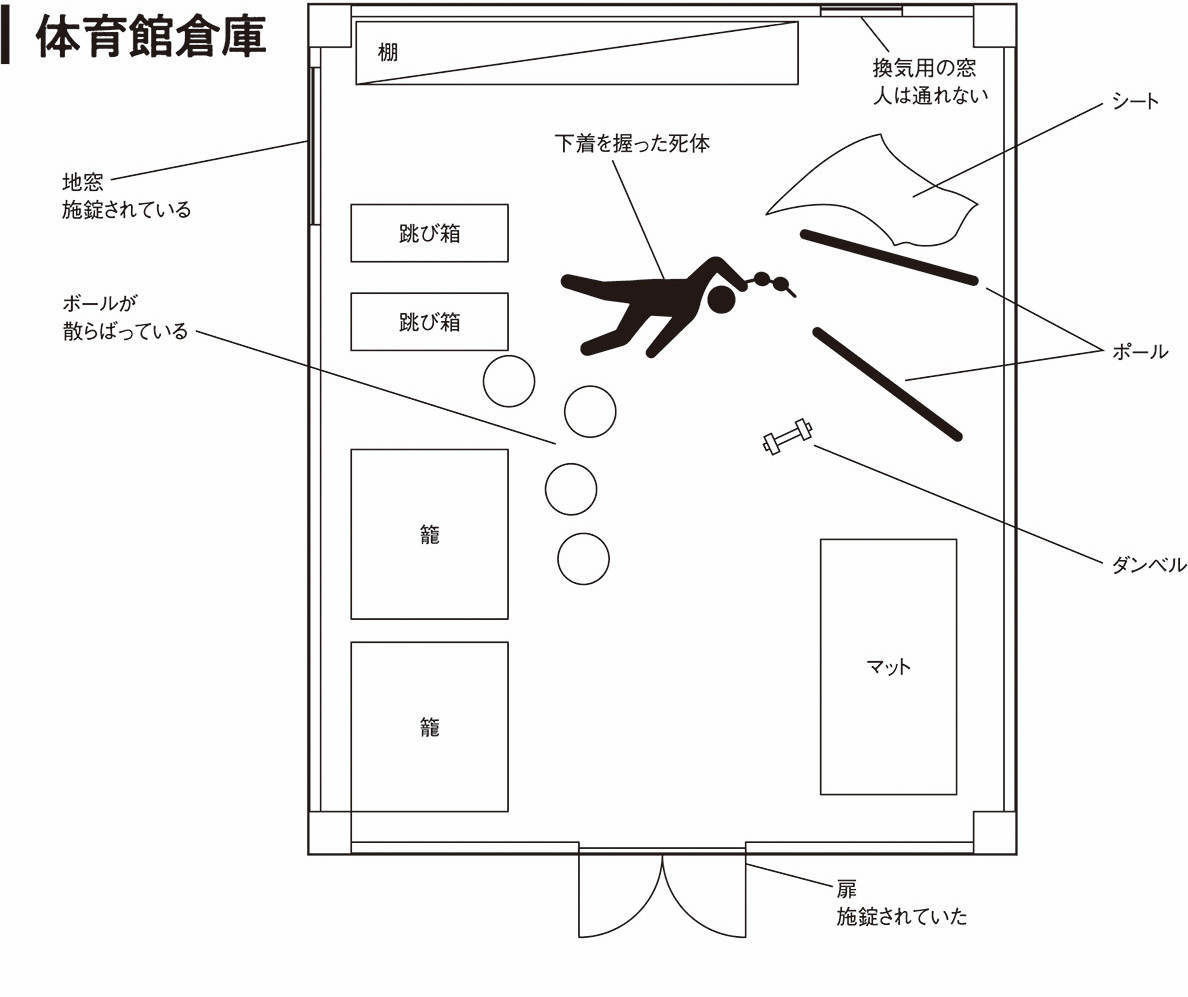 体育館倉庫
棚
換気用の窓
人は通れない
シート
下着を握った死体
地窓
施錠されている
跳び箱
ボールが
散らばっている
跳び箱
ポール
籠
ダンベル
マット
籠
扉
施錠されていた